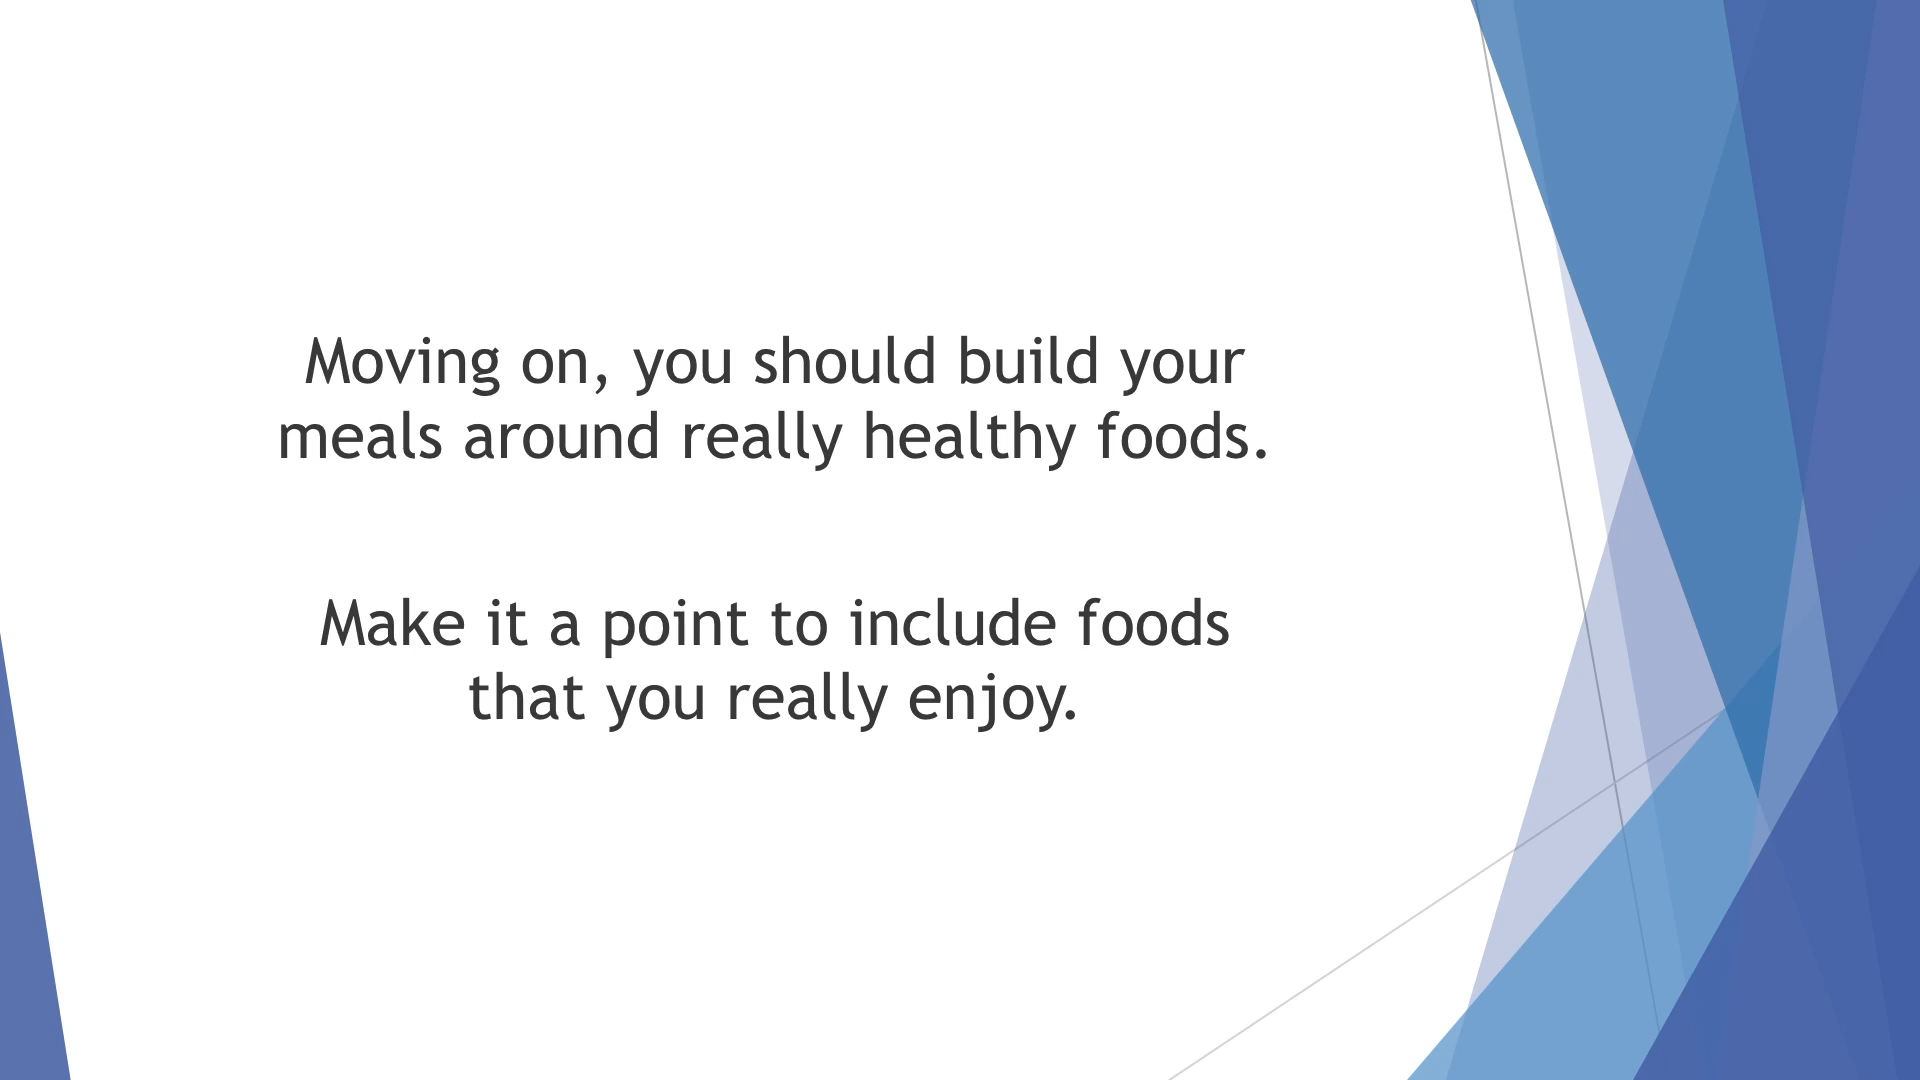 Moving on, you should build your
meals around really healthy foods.
Make it a point to include foods
that you really enjoy.